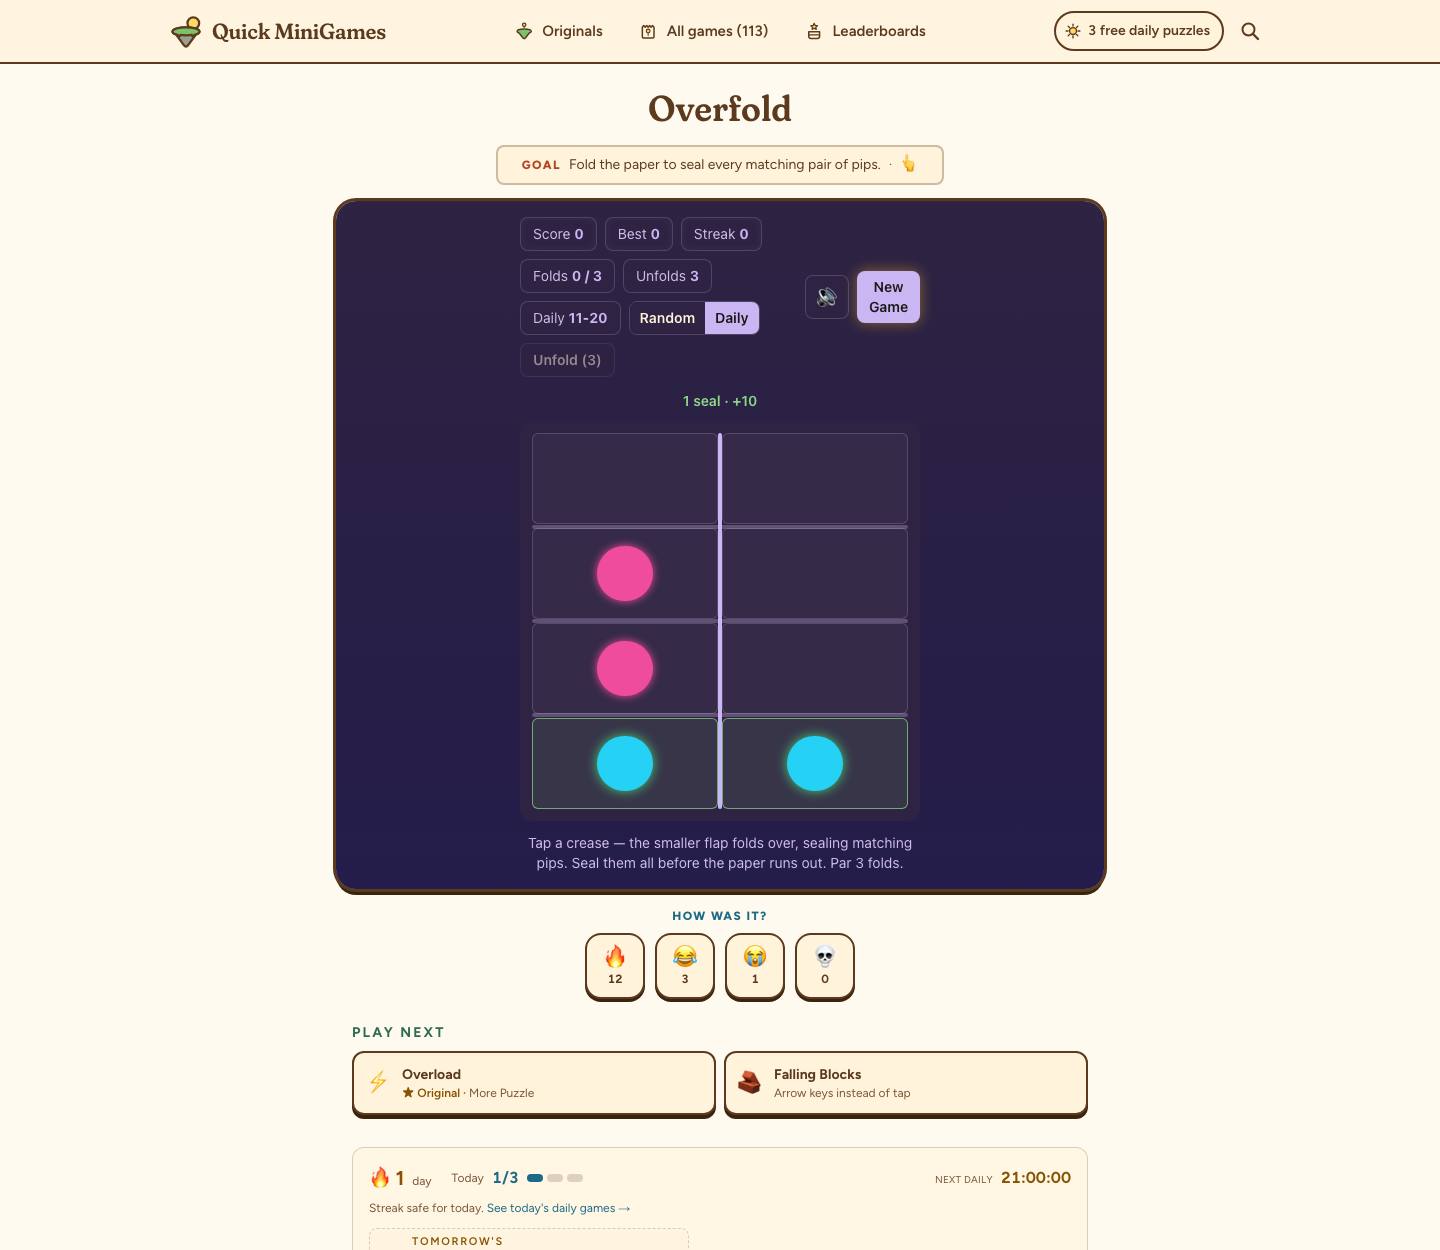 Quick MiniGames
Originals
All games (113)
Leaderboards
3 free daily puzzles
Overfold
GOAL Fold the paper to seal every matching pair of pips. ·
Score 0
Best 0
Streak 0
Folds 0 / 3
Unfolds 3
Daily 11-20
Random
Daily
Unfold (3)
New
Game
1 seal · +10
Tap a crease — the smaller flap folds over, sealing matching
pips. Seal them all before the paper runs out. Par 3 folds.
HOW WAS IT?
12
3
1
0
PLAY NEXT
Overload
Original · More Puzzle
Falling Blocks
Arrow keys instead of tap
1 day
Today 1/3
NEXT DAILY 21:00:00
Streak safe for today. See today's daily games →
TOMORROW'S